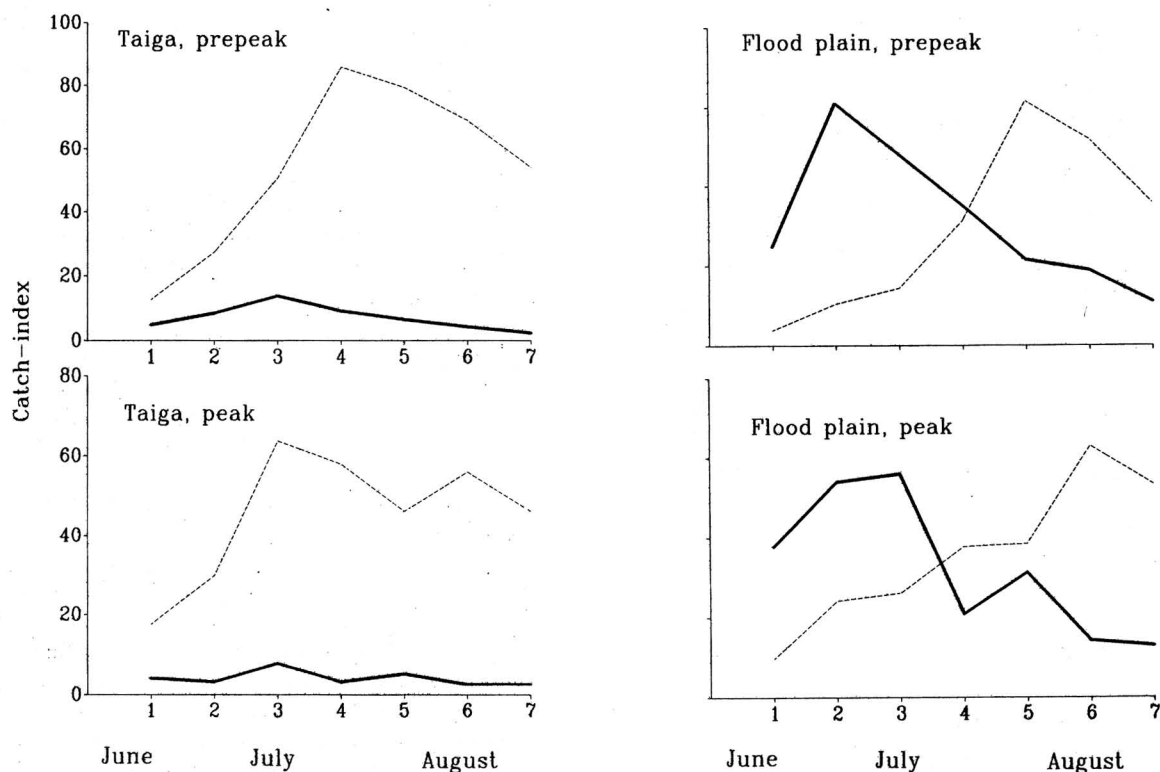 Catch-index
Taiga, prepeak
100
80
60
40
20
0
1 2 3 4 5 6 7
Flood plain, prepeak
Taiga, peak
80
60
40
20
0
1 2 3 4 5 6 7
June July August
Flood plain, peak
1 2 3 4 5 6 7
June July August